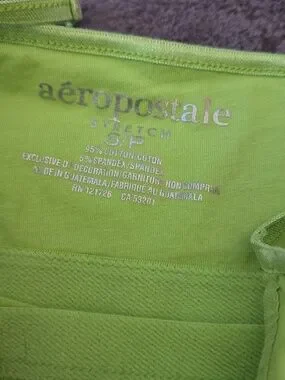 aéropostale
STRETCH
S/P
95% COTTON/COTON
5% SPANDEX/SPANDEX
EXCLUSIVE OF DECORATION/GARNITURE NON COMPRIS
MADE IN GUATEMALA/FABRIQUE AU GUATEMALA
RN 121726 CA 53201